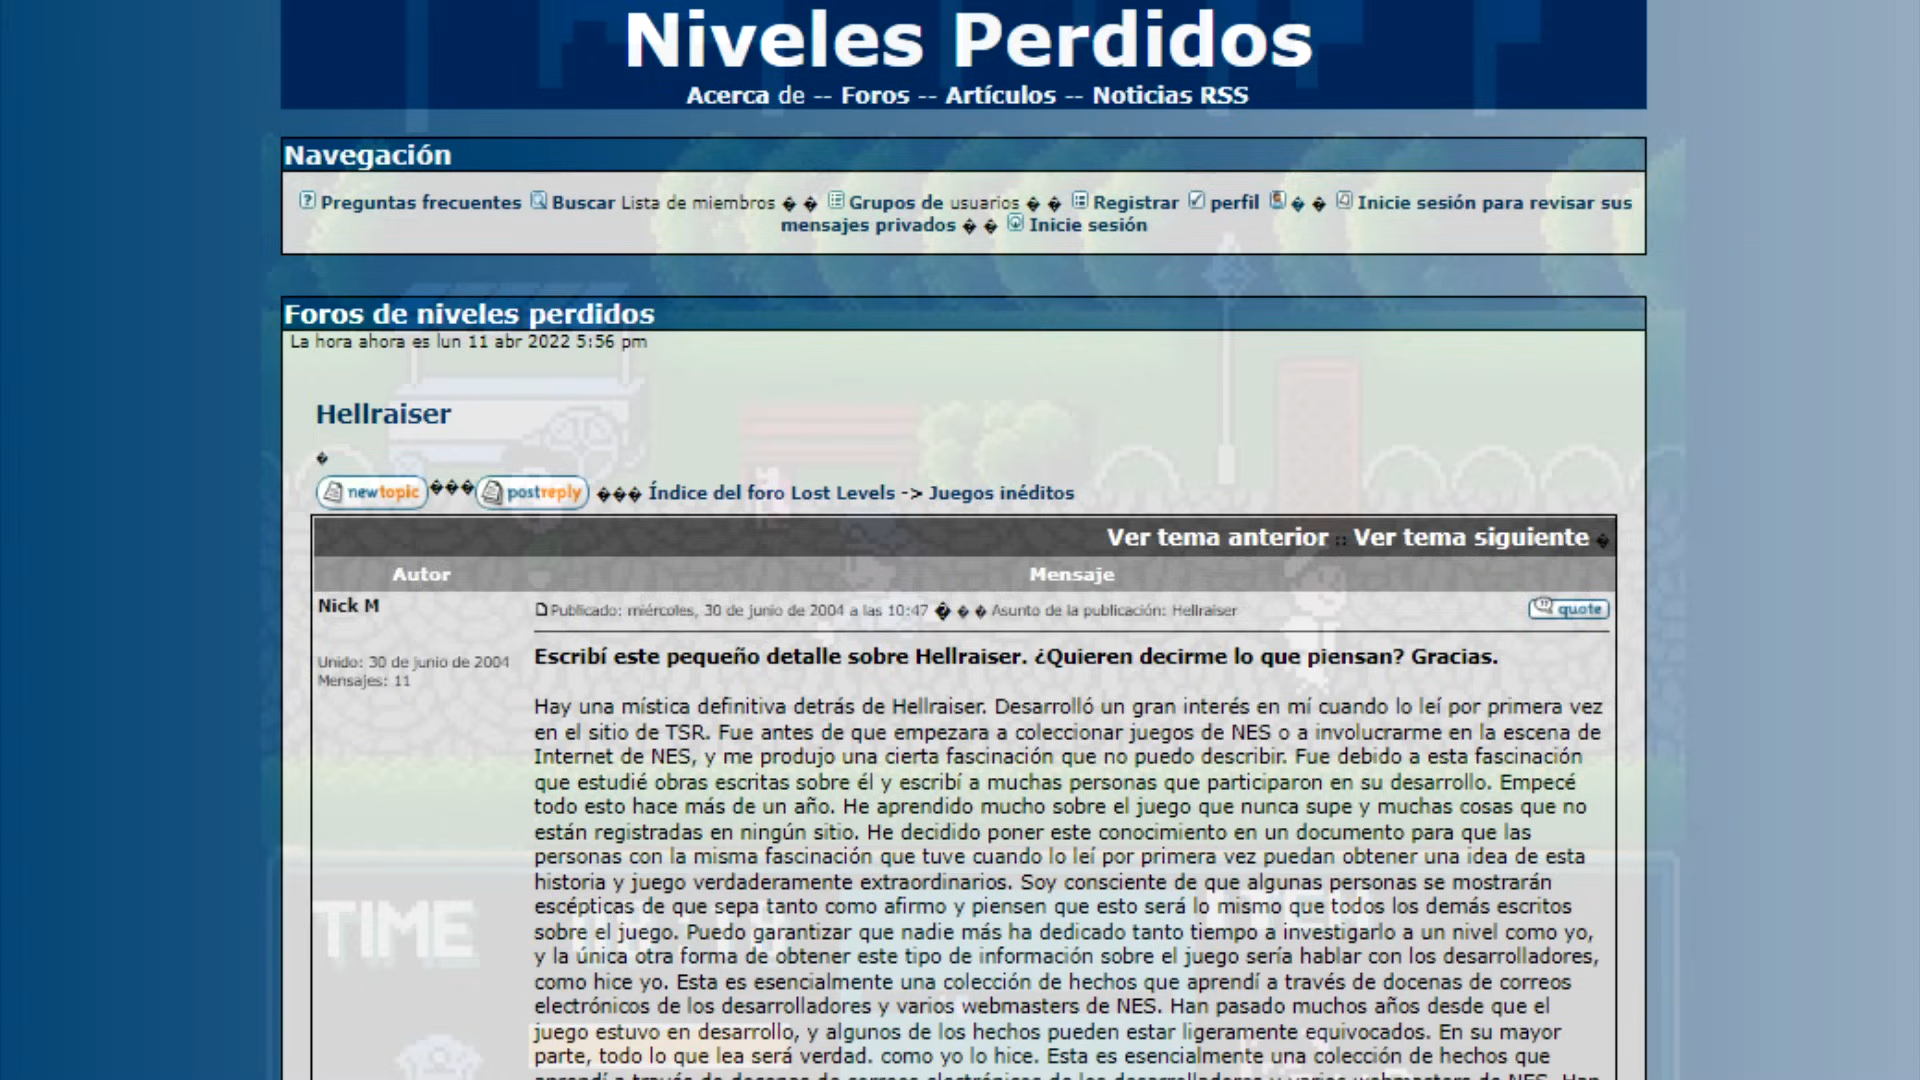 Niveles Perdidos
Acerca de -- Foros -- Artículos -- Noticias RSS
Navegación
Preguntas frecuentes Buscar Lista de miembros � � Grupos de usuarios � � Registrar perfil � � Inicie sesión para revisar sus
mensajes privados � � Inicie sesión
Foros de niveles perdidos
La hora ahora es lun 11 abr 2022 5:56 pm
Hellraiser
�
newtopic ��� postreply ��� Índice del foro Lost Levels -> Juegos inéditos
Ver tema anterior :: Ver tema siguiente �
Autor Mensaje
Nick M
Publicado: miércoles, 30 de junio de 2004 a las 10:47 � � � Asunto de la publicación: Hellraiser
quote
Unido: 30 de junio de 2004
Mensajes: 11
Escribí este pequeño detalle sobre Hellraiser. ¿Quieren decirme lo que piensan? Gracias.
Hay una mística definitiva detrás de Hellraiser. Desarrolló un gran interés en mí cuando lo leí por primera vez
en el sitio de TSR. Fue antes de que empezara a coleccionar juegos de NES o a involucrarme en la escena de
Internet de NES, y me produjo una cierta fascinación que no puedo describir. Fue debido a esta fascinación
que estudié obras escritas sobre él y escribí a muchas personas que participaron en su desarrollo. Empecé
todo esto hace más de un año. He aprendido mucho sobre el juego que nunca supe y muchas cosas que no
están registradas en ningún sitio. He decidido poner este conocimiento en un documento para que las
personas con la misma fascinación que tuve cuando lo leí por primera vez puedan obtener una idea de esta
historia y juego verdaderamente extraordinarios. Soy consciente de que algunas personas se mostrarán
escépticas de que sepa tanto como afirmo y piensen que esto será lo mismo que todos los demás escritos
sobre el juego. Puedo garantizar que nadie más ha dedicado tanto tiempo a investigarlo a un nivel como yo,
y la única otra forma de obtener este tipo de información sobre el juego sería hablar con los desarrolladores,
como hice yo. Esta es esencialmente una colección de hechos que aprendí a través de docenas de correos
electrónicos de los desarrolladores y varios webmasters de NES. Han pasado muchos años desde que el
juego estuvo en desarrollo, y algunos de los hechos pueden estar ligeramente equivocados. En su mayor
parte, todo lo que lea será verdad. como yo lo hice. Esta es esencialmente una colección de hechos que
TIME